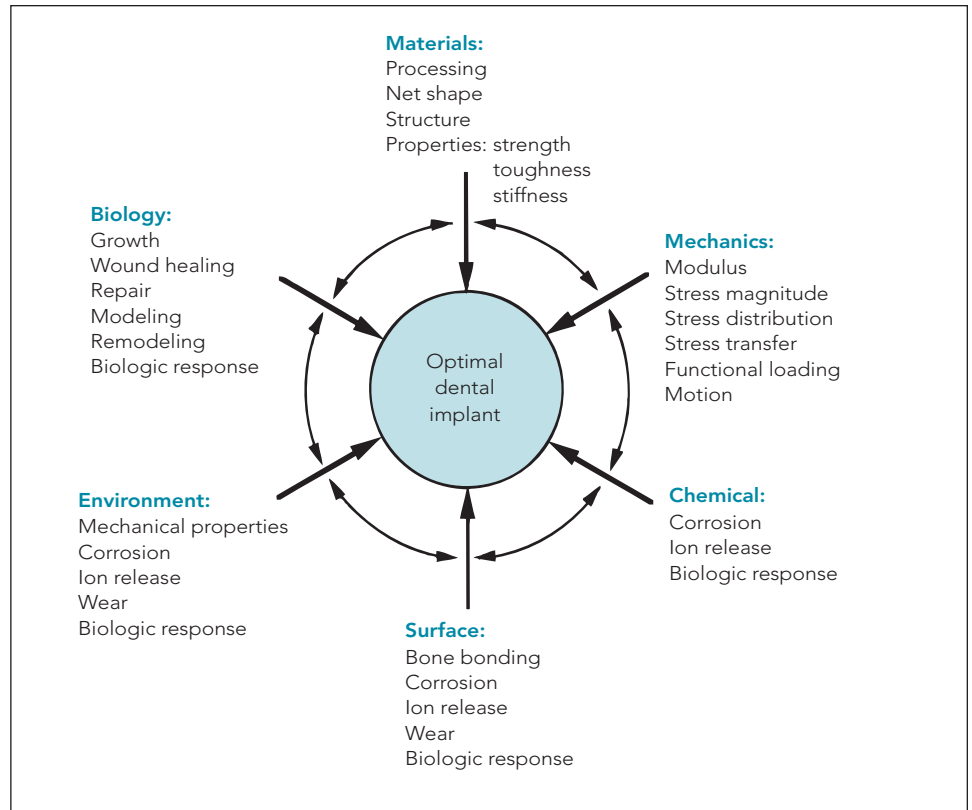 Materials:
Processing
Net shape
Structure
Properties: strength
toughness
stiffness
Biology:
Growth
Wound healing
Repair
Modeling
Remodeling
Biologic response
Mechanics:
Modulus
Stress magnitude
Stress distribution
Stress transfer
Functional loading
Motion
Optimal
dental
implant
Environment:
Mechanical properties
Corrosion
Ion release
Wear
Biologic response
Chemical:
Corrosion
Ion release
Biologic response
Surface:
Bone bonding
Corrosion
Ion release
Wear
Biologic response